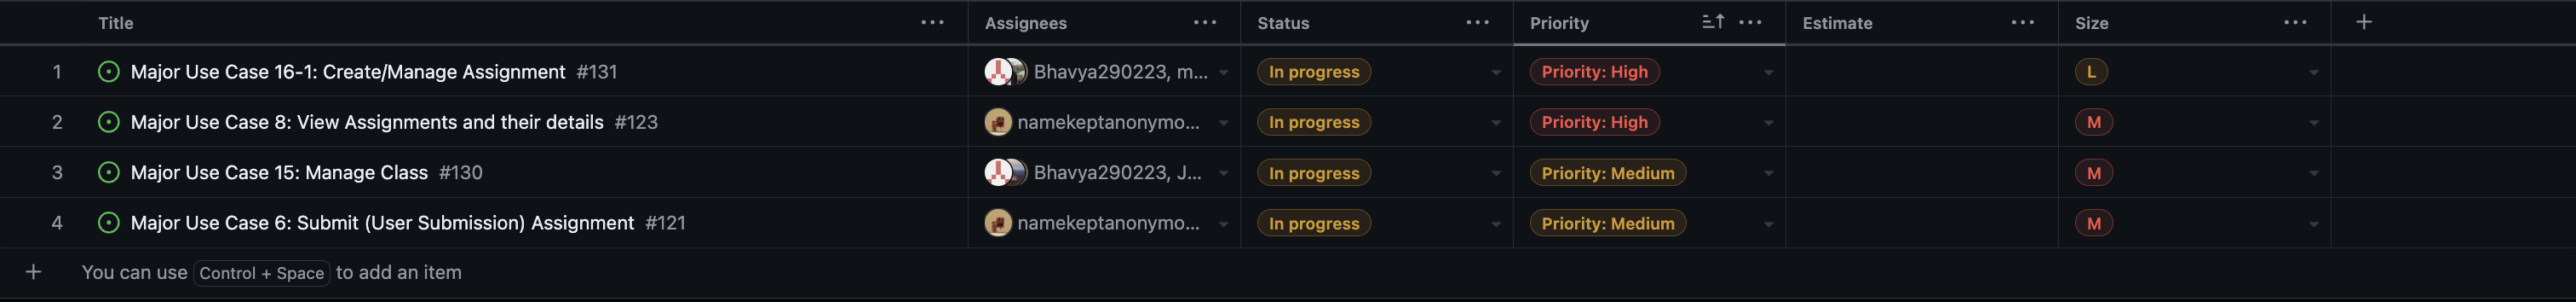 Title Assignees Status Priority Estimate Size
1 Major Use Case 16-1: Create/Manage Assignment #131 Bhavya290223, m... In progress Priority: High L
2 Major Use Case 8: View Assignments and their details #123 namekeptanonymo... In progress Priority: High M
3 Major Use Case 15: Manage Class #130 Bhavya290223, J... In progress Priority: Medium M
4 Major Use Case 6: Submit (User Submission) Assignment #121 namekeptanonymo... In progress Priority: Medium M
You can use Control + Space to add an item